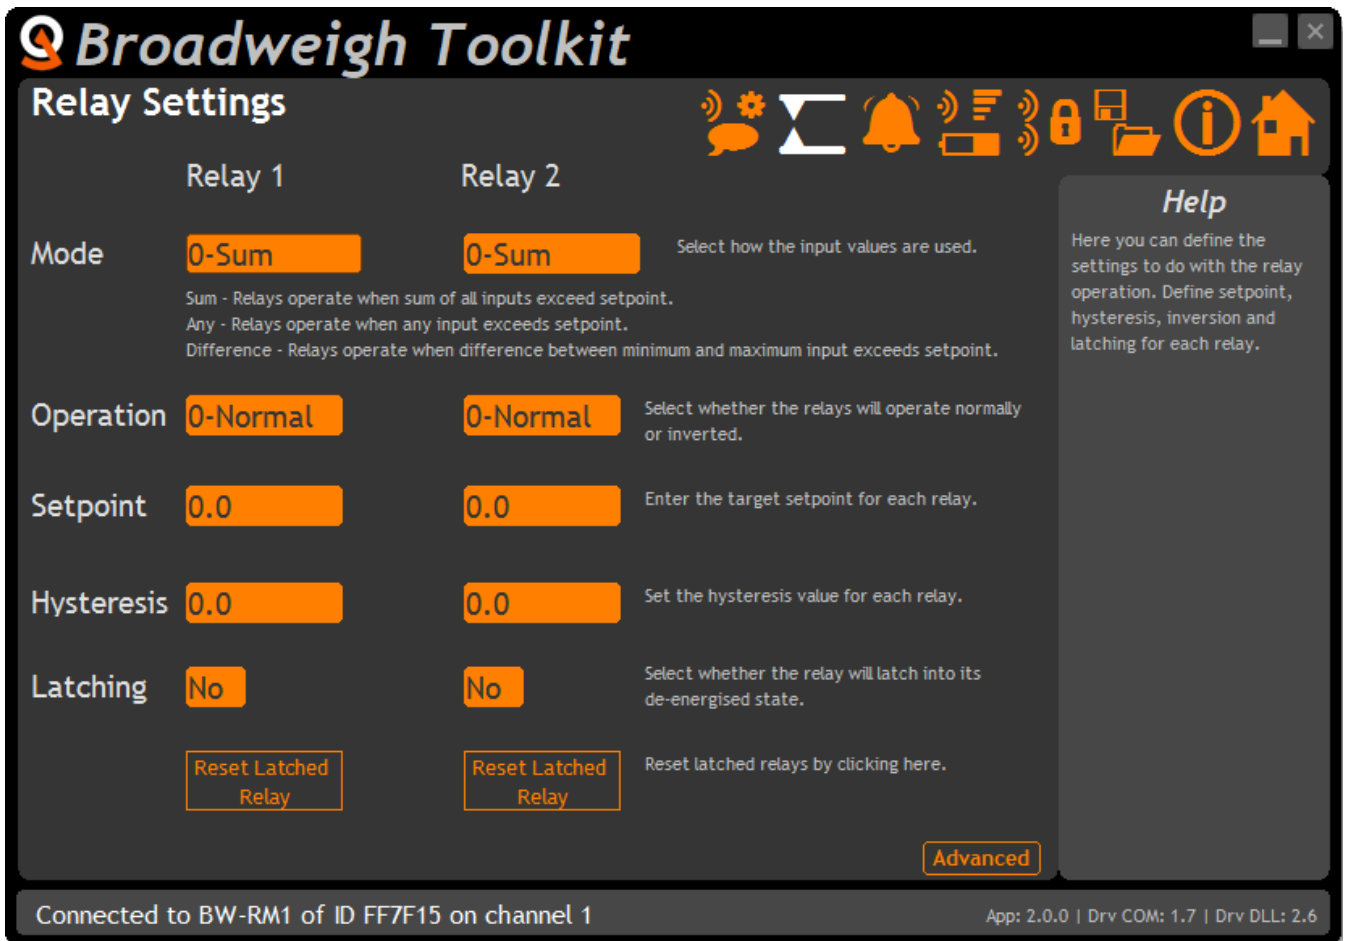 Broadweigh Toolkit
Relay Settings
Relay 1
Relay 2
Help
Here you can define the
settings to do with the relay
operation. Define setpoint,
hysteresis, inversion and
latching for each relay.
Mode
0-Sum
0-Sum
Select how the input values are used.
Sum - Relays operate when sum of all inputs exceed setpoint.
Any - Relays operate when any input exceeds setpoint.
Difference - Relays operate when difference between minimum and maximum input exceeds setpoint.
Operation
0-Normal
0-Normal
Select whether the relays will operate normally
or inverted.
Setpoint
0.0
0.0
Enter the target setpoint for each relay.
Hysteresis
0.0
0.0
Set the hysteresis value for each relay.
Latching
No
No
Select whether the relay will latch into its
de-energised state.
Reset Latched
Relay
Reset Latched
Relay
Reset latched relays by clicking here.
Advanced
Connected to BW-RM1 of ID FF7F15 on channel 1
App: 2.0.0 | Drv COM: 1.7 | Drv DLL: 2.6